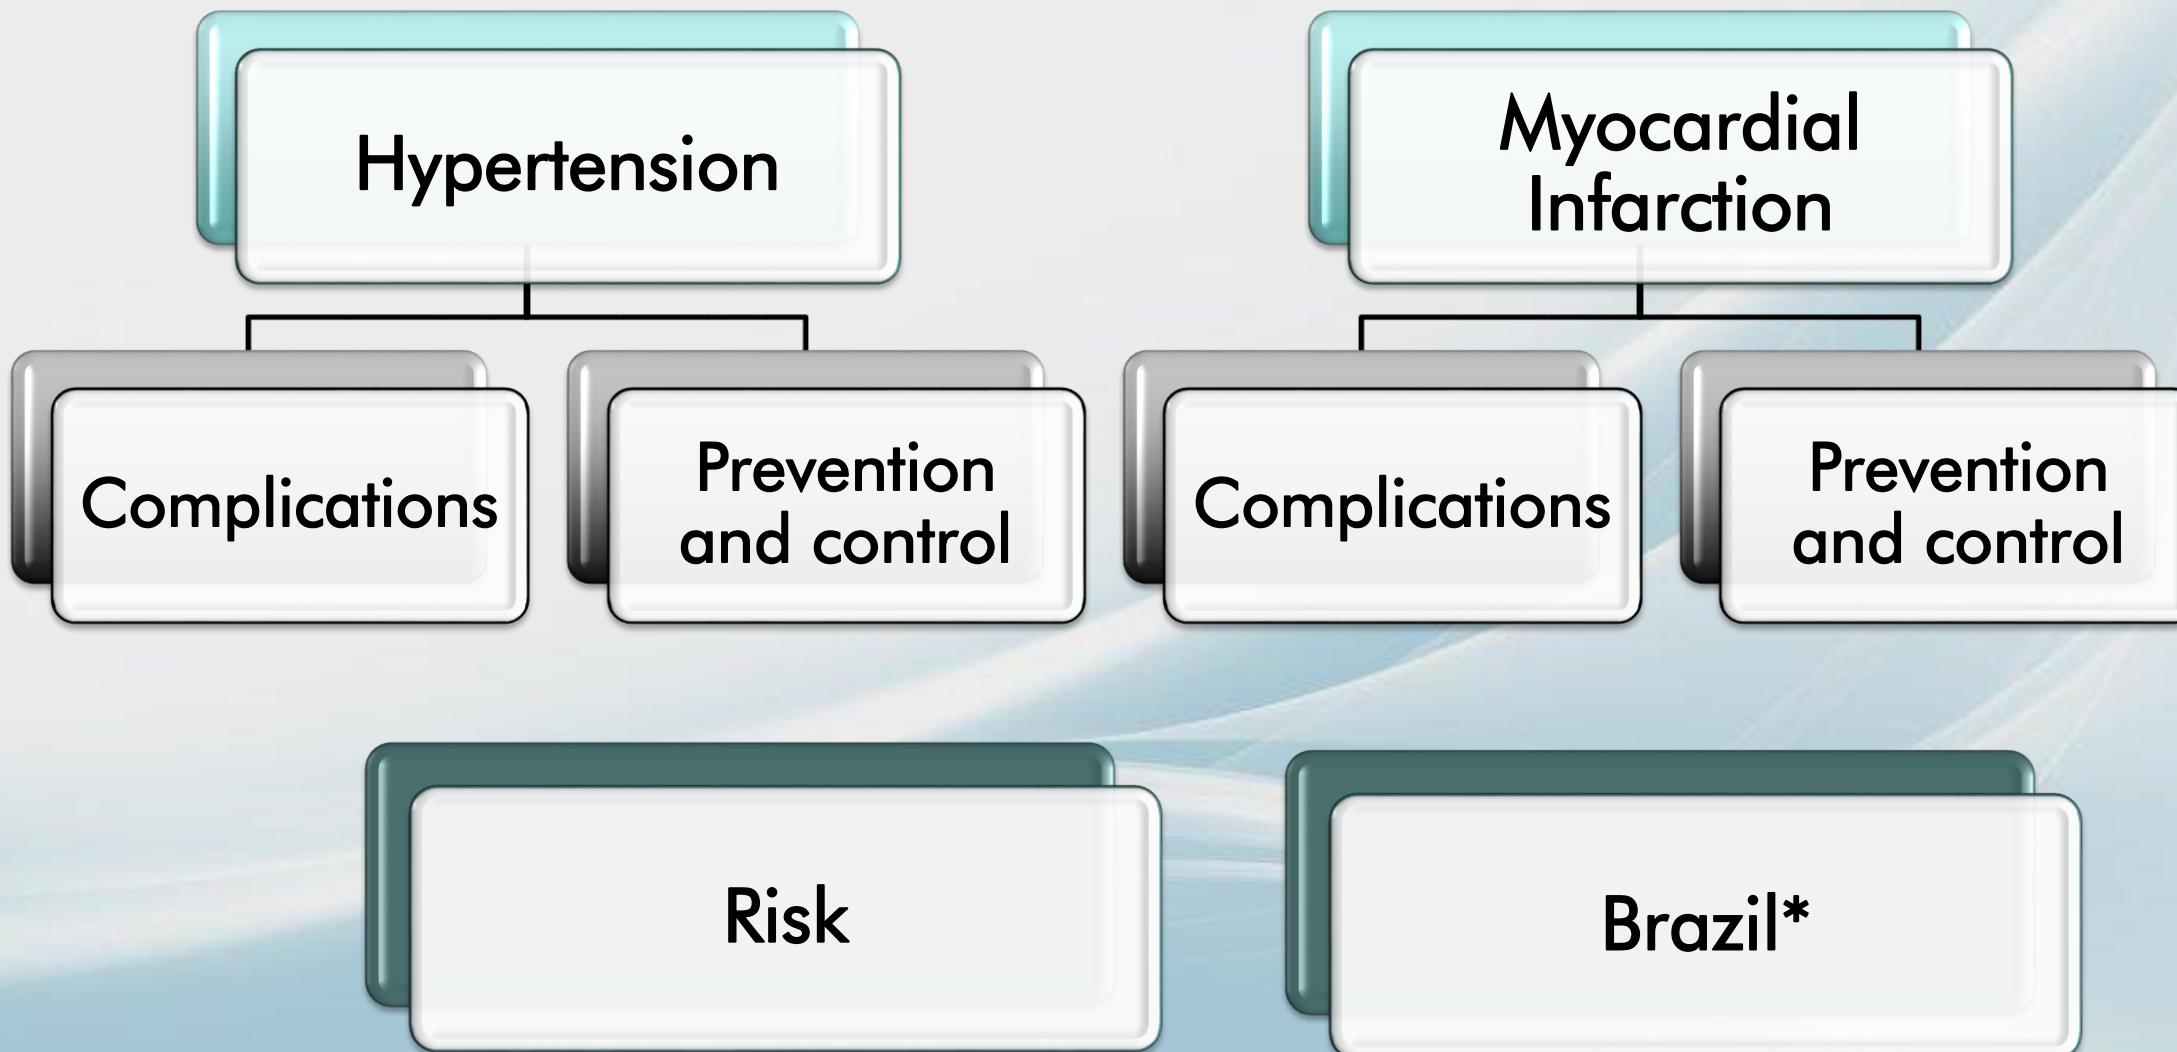 Hypertension
Myocardial
Infarction
Complications
Prevention
and control
Complications
Prevention
and control
Risk
Brazil*